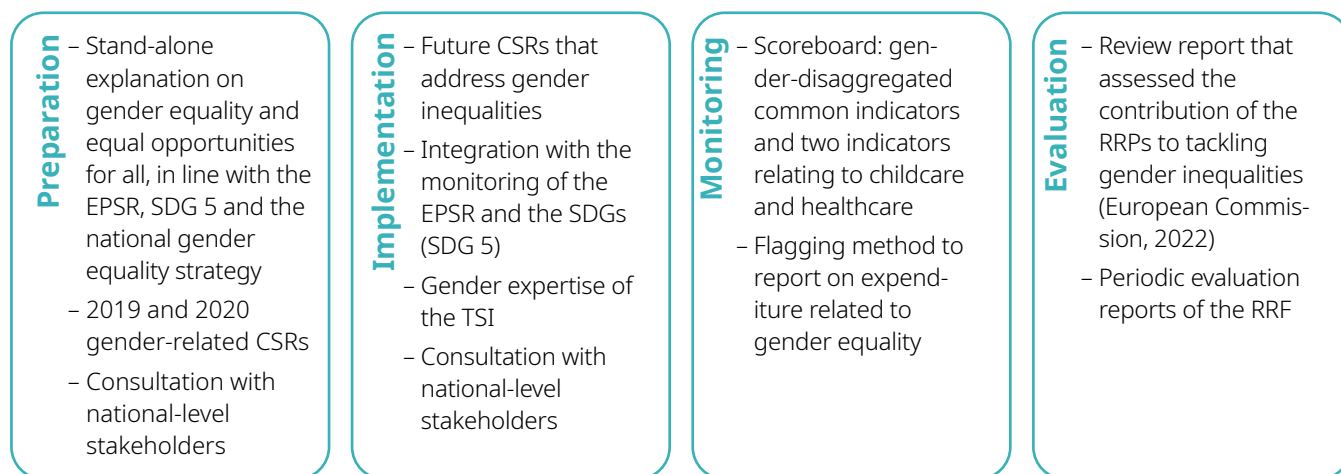 Preparation
– Stand-alone
explanation on
gender equality and
equal opportunities
for all, in line with the
EPSR, SDG 5 and the
national gender
equality strategy
– 2019 and 2020
gender-related CSRs
– Consultation with
national-level
stakeholders
Implementation
– Future CSRs that
address gender
inequalities
– Integration with the
monitoring of the
EPSR and the SDGs
(SDG 5)
– Gender expertise of
the TSI
– Consultation with
national-level
stakeholders
Monitoring
– Scoreboard: gen-
der-disaggregated
common indicators
and two indicators
relating to childcare
and healthcare
– Flagging method to
report on expend-
iture related to
gender equality
Evaluation
– Review report that
assessed the
contribution of the
RRPs to tackling
gender inequalities
(European Commis-
sion, 2022)
– Periodic evaluation
reports of the RRF